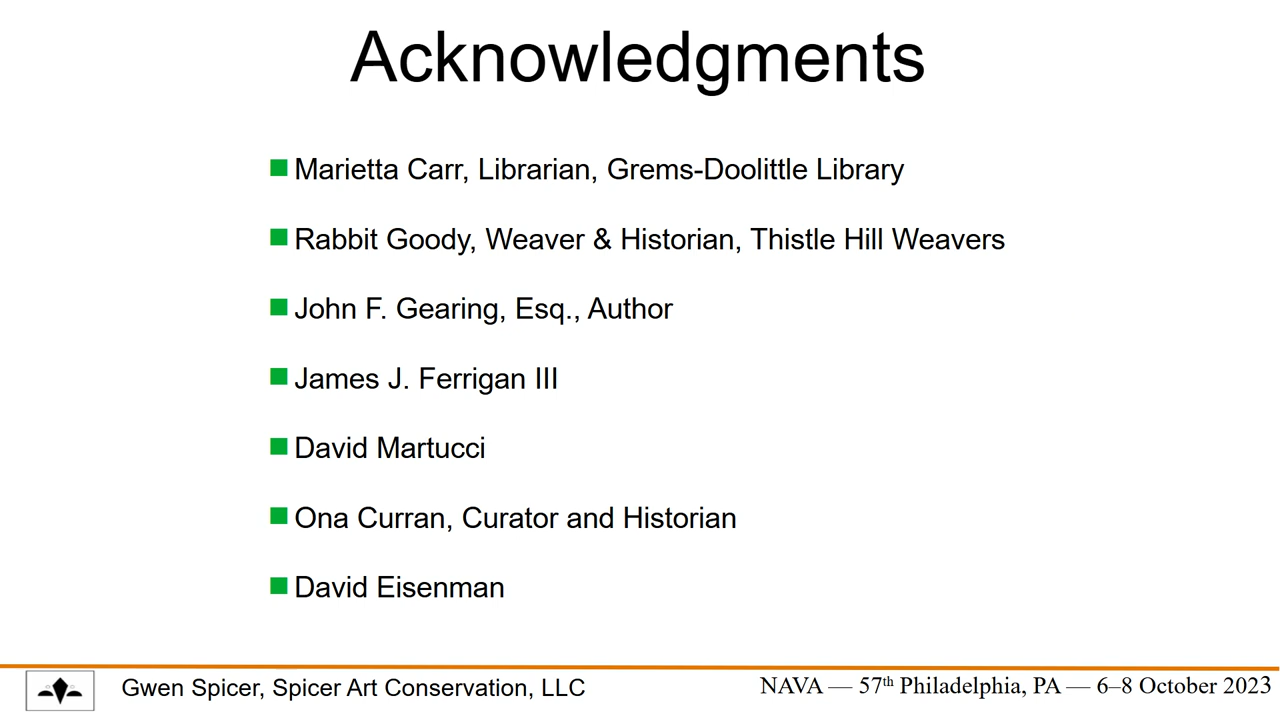 Acknowledgments
Marietta Carr, Librarian, Grems-Doolittle Library
Rabbit Goody, Weaver & Historian, Thistle Hill Weavers
John F. Gearing, Esq., Author
James J. Ferrigan III
David Martucci
Ona Curran, Curator and Historian
David Eisenman
Gwen Spicer, Spicer Art Conservation, LLC
NAVA — 57th Philadelphia, PA — 6–8 October 2023